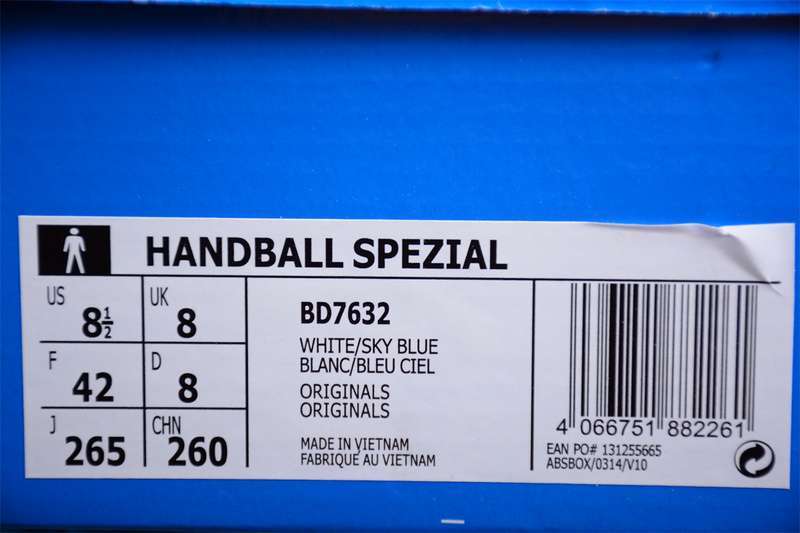 HANDBALL SPEZIAL
US 8½ UK 8
F 42 D 8
J 265 CHN 260
BD7632
WHITE/SKY BLUE
BLANC/BLEU CIEL
ORIGINALS
ORIGINALS
MADE IN VIETNAM
FABRIQUÉ AU VIETNAM
4 066751 882261
EAN PO# 131255665
ABSBOX/0314/V10